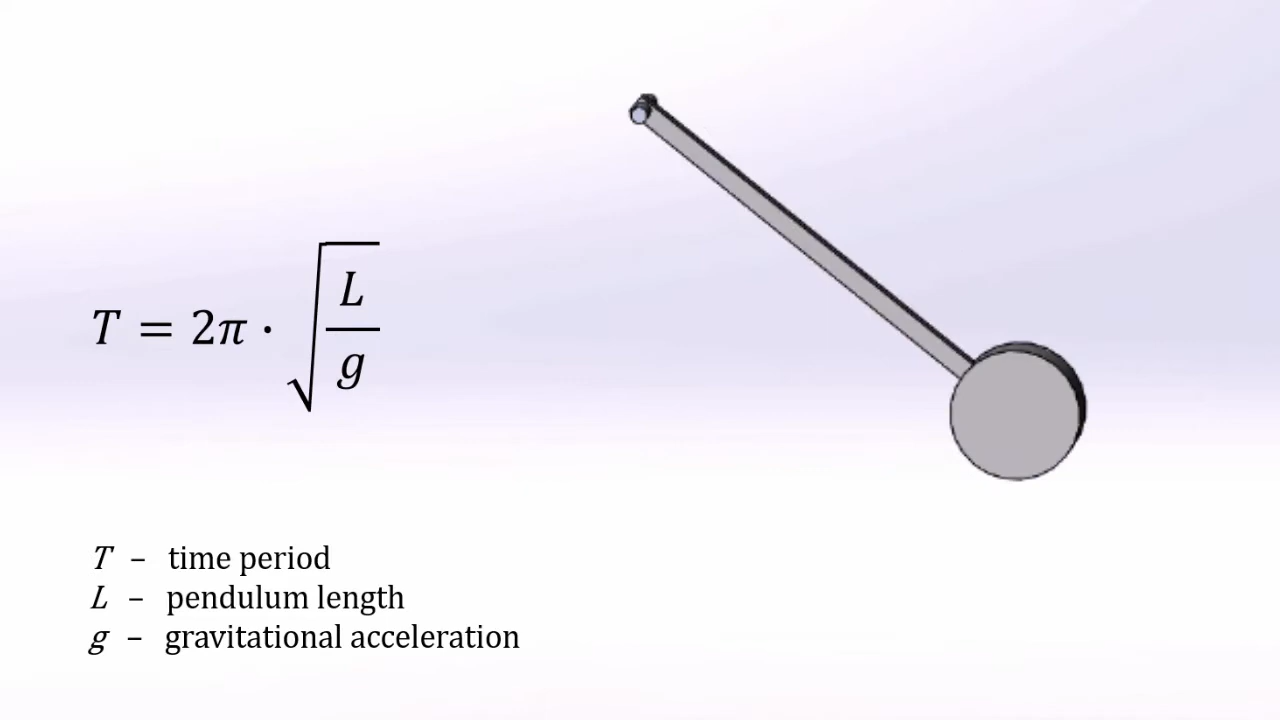 T = 2π · √(L/g)
T – time period
L – pendulum length
g – gravitational acceleration